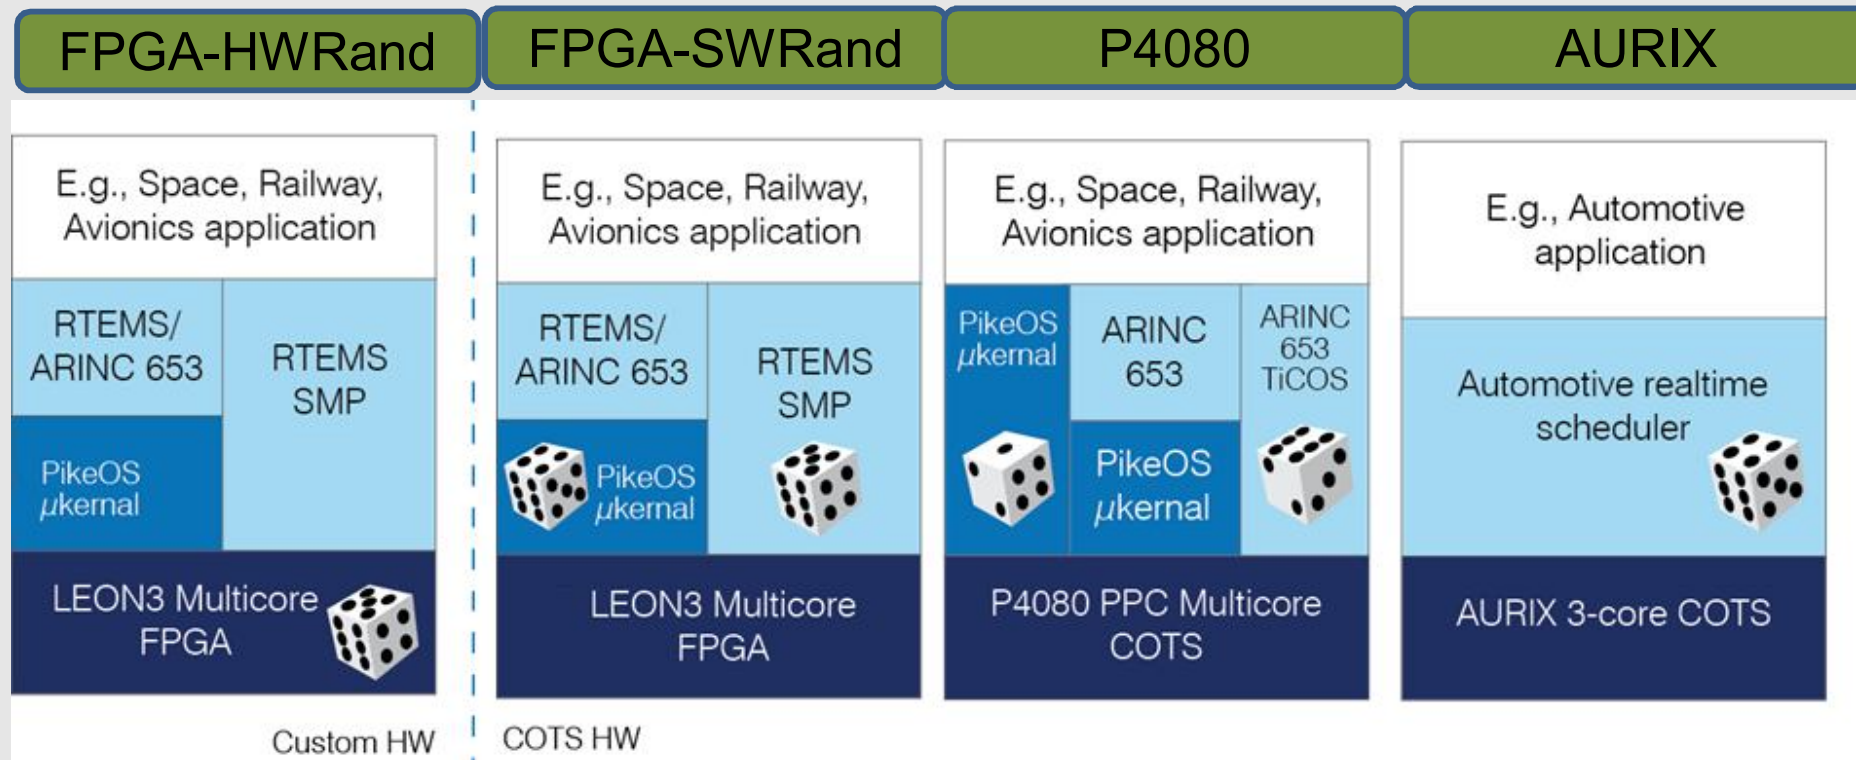 FPGA-HWRand
FPGA-SWRand
P4080
AURIX
E.g., Space, Railway,
Avionics application
RTEMS/
ARINC 653
RTEMS
SMP
PikeOS
μkernal
LEON3 Multicore
FPGA
Custom HW
E.g., Space, Railway,
Avionics application
RTEMS/
ARINC 653
RTEMS
SMP
PikeOS
μkernal
LEON3 Multicore
FPGA
COTS HW
E.g., Space, Railway,
Avionics application
PikeOS
μkernal
ARINC
653
ARINC
653
TiCOS
PikeOS
μkernal
P4080 PPC Multicore
COTS
E.g., Automotive
application
Automotive realtime
scheduler
AURIX 3-core COTS